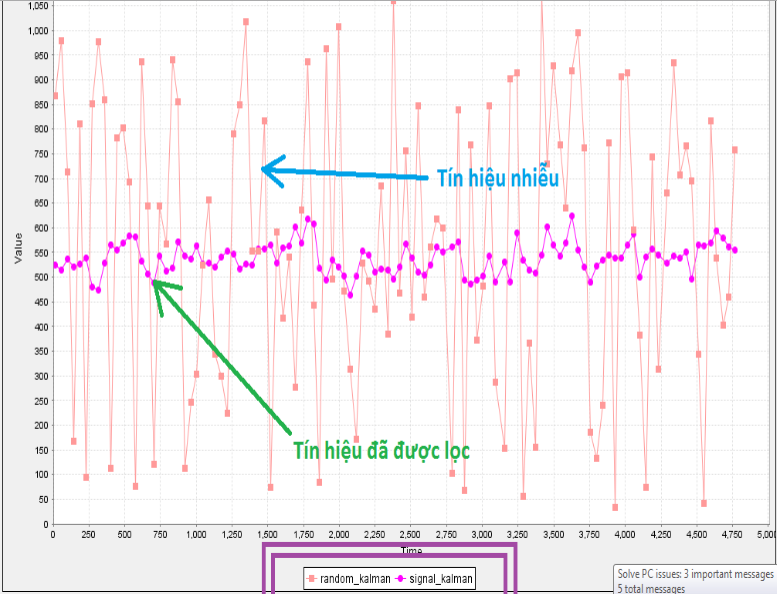 1,050
1,000
950
900
850
800
750
700
650
600
550
500
450
400
350
300
250
200
150
100
50
0
Value
Tín hiệu nhiễu
Tín hiệu đã được lọc
0 250 500 750 1,000 1,250 1,500 1,750 2,000 2,250 2,500 2,750 3,000 3,250 3,500 3,750 4,000 4,250 4,500 4,750 5,00
Time
random_kalman signal_kalman
Solve PC issues: 3 important messages
5 total messages